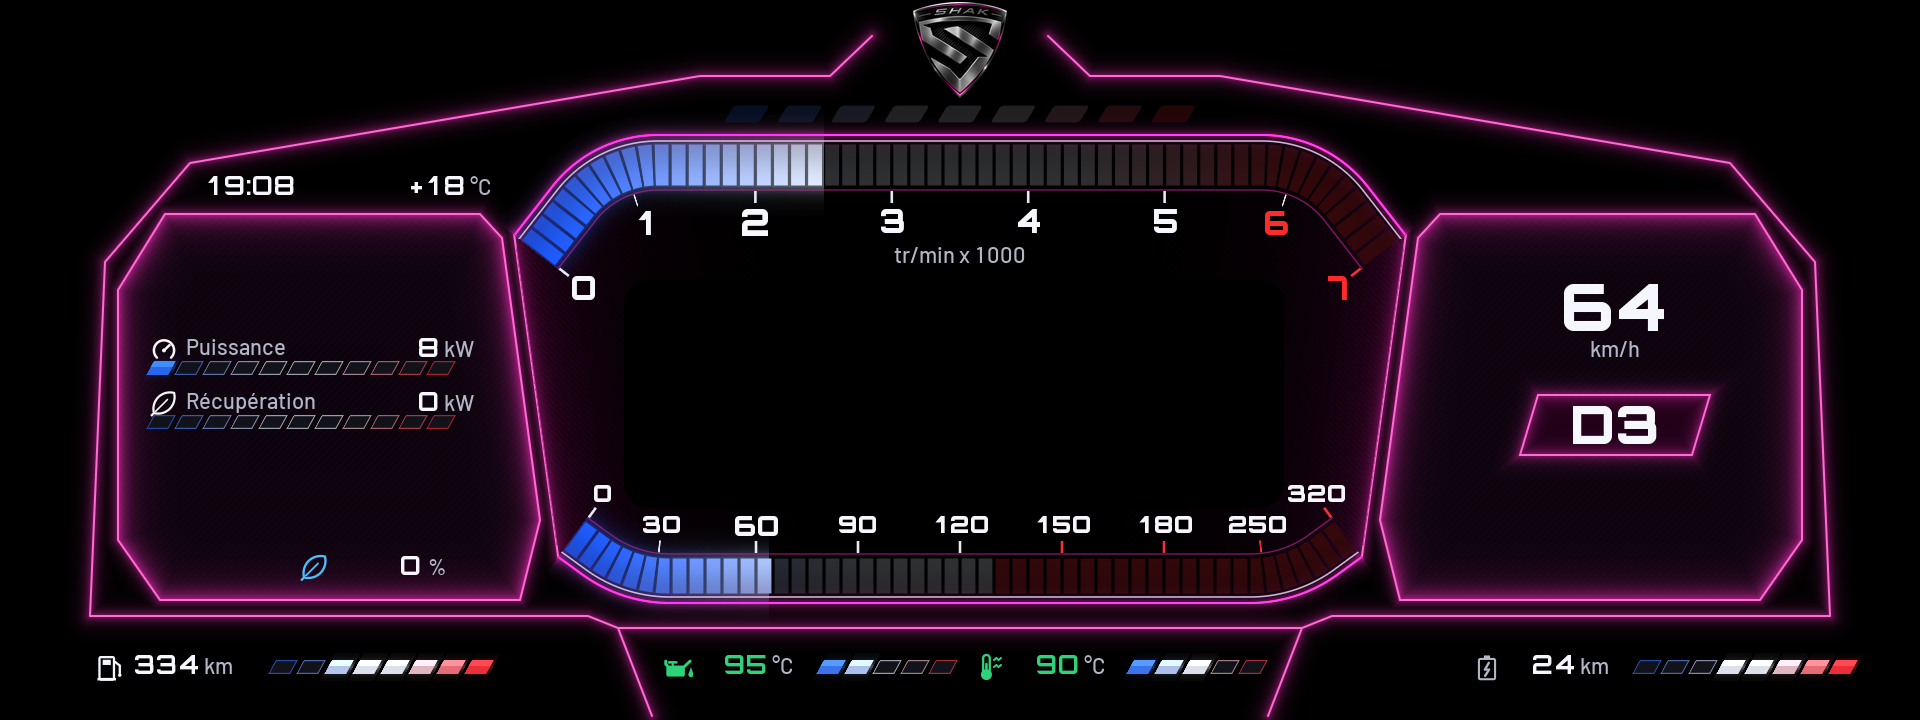 SHAK
19:08
+18 °C
1 2 3 4 5 6
tr/min x 1000
0 7
64
km/h
Puissance 8 kW
Récupération 0 kW
D3
0 320
30 60 90 120 150 180 250
0 %
334 km
95 °C
90 °C
24 km